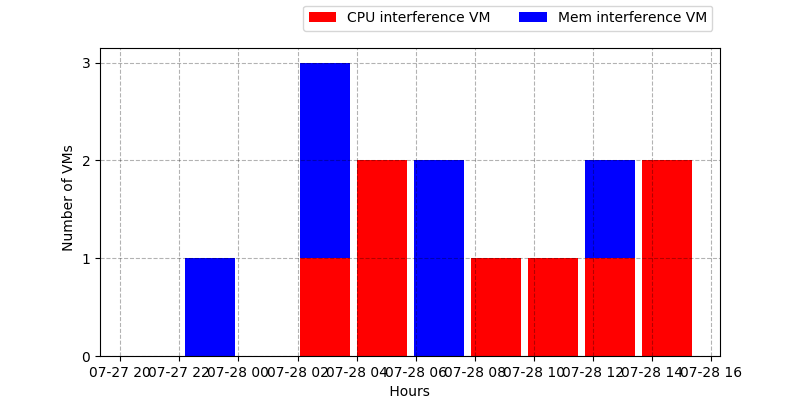 CPU interference VM  Mem interference VM
3
2
1
0
Number of VMs
07-27 20 07-27 22 07-28 00 07-28 02 07-28 04 07-28 06 07-28 08 07-28 10 07-28 12 07-28 14 07-28 16
Hours